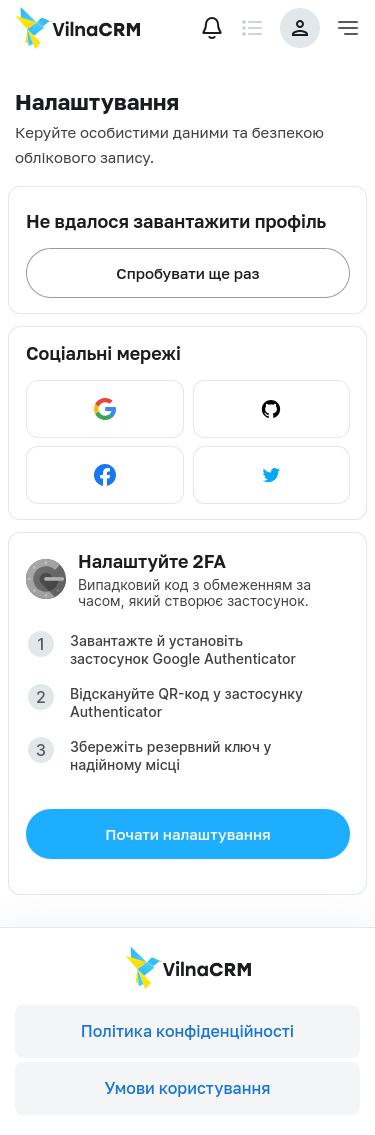 VilnaCRM
Налаштування
Керуйте особистими даними та безпекою
облікового запису.
Не вдалося завантажити профіль
Спробувати ще раз
Соціальні мережі
Налаштуйте 2FA
Випадковий код з обмеженням за
часом, який створює застосунок.
1 Завантажте й установіть
застосунок Google Authenticator
2 Відскануйте QR-код у застосунку
Authenticator
3 Збережіть резервний ключ у
надійному місці
Почати налаштування
VilnaCRM
Політика конфіденційності
Умови користування